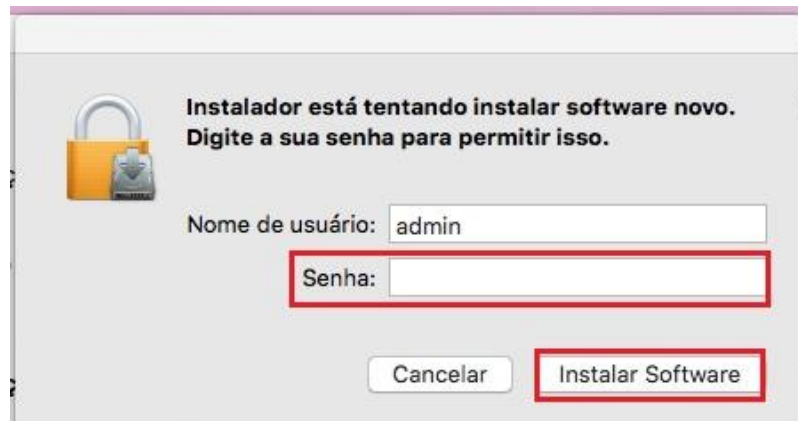 Instalador está tentando instalar software novo.
Digite a sua senha para permitir isso.
Nome de usuário: admin
Senha:
Cancelar Instalar Software